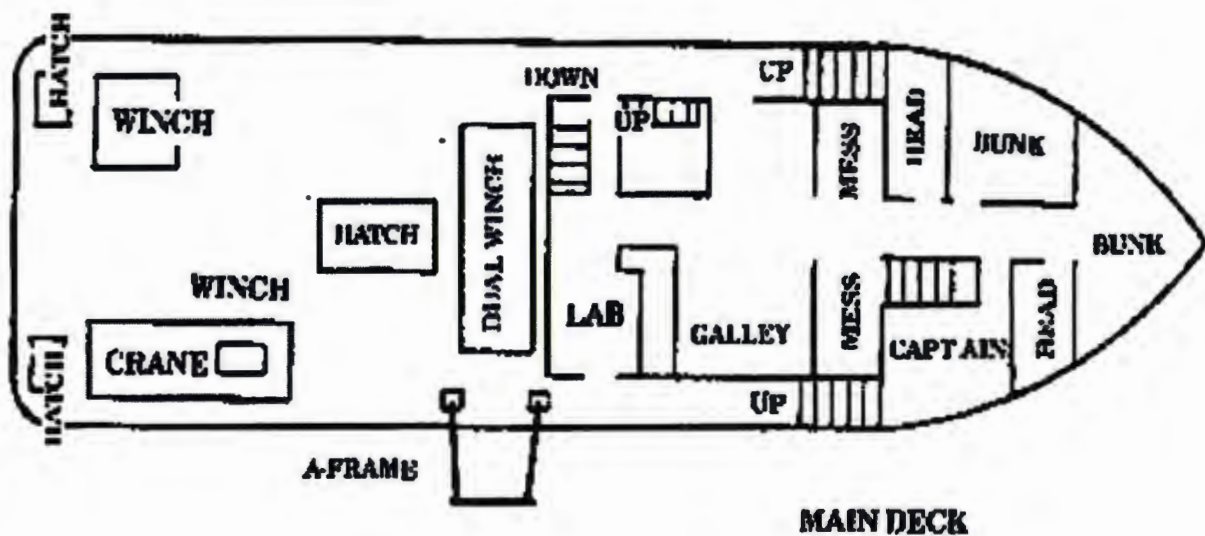 HATCH
WINCH
DOWN
UP
UP
HEAD
BUNK
MESS
HATCH
DUAL WINCH
BUNK
WINCH
LAB
GALLEY
MESS
CAPTAIN
HEAD
CRANE
HATCH
UP
A-FRAME
MAIN DECK